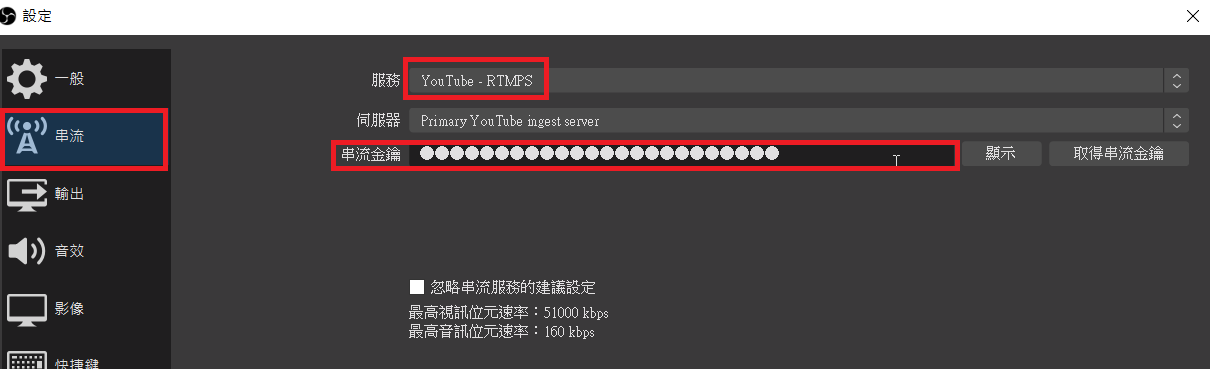 設定
一般
服務 YouTube - RTMPS
串流
伺服器 Primary YouTube ingest server
串流金鑰 ●●●●●●●●●●●●●●●●●●●●●●●● 顯示 取得串流金鑰
輸出
音效
忽略串流服務的建議設定
影像
最高視訊位元速率：51000 kbps
最高音訊位元速率：160 kbps
快捷鍵